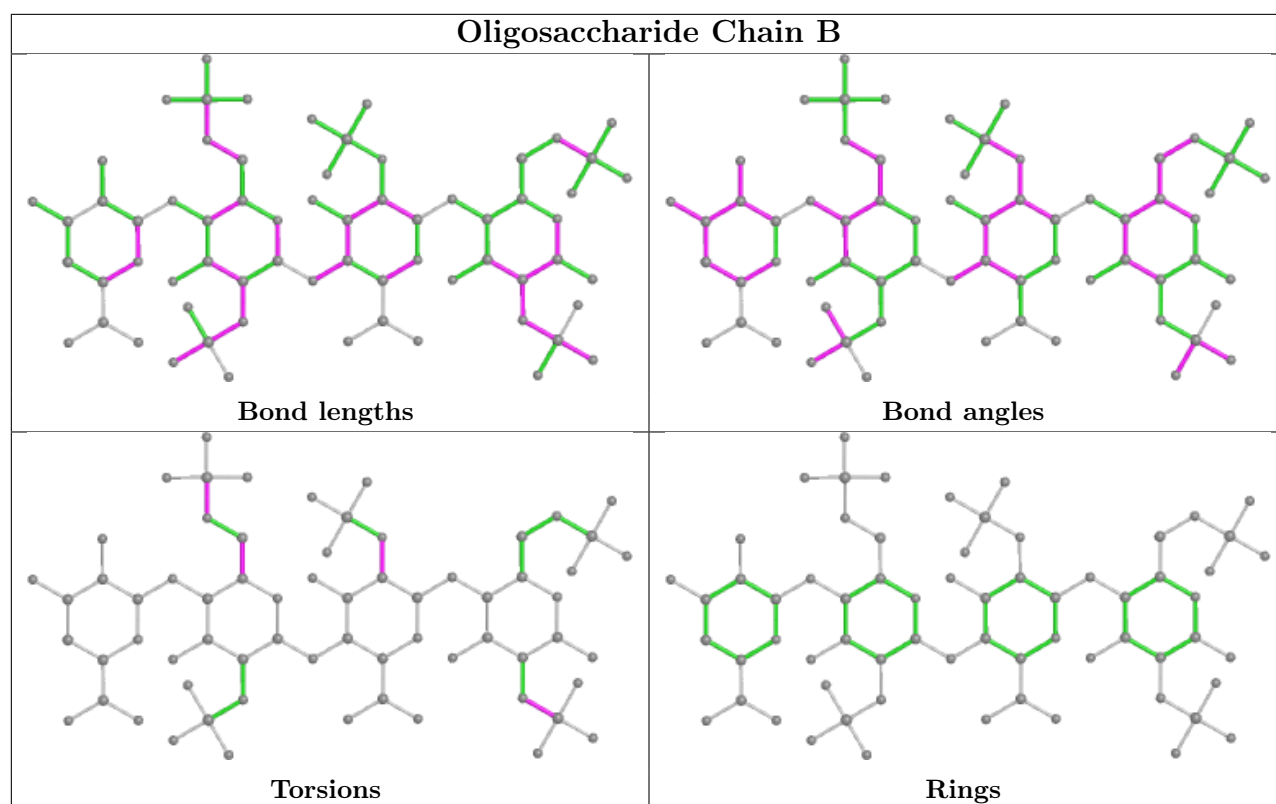 Oligosaccharide Chain B
Bond lengths
Bond angles
Torsions
Rings